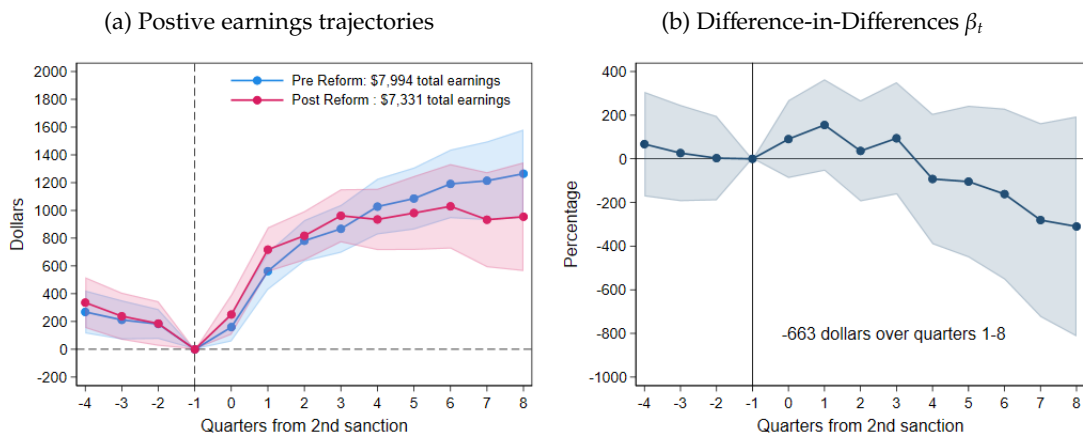 (a) Postive earnings trajectories
Dollars
2000
1800
1600
1400
1200
1000
800
600
400
200
0
-200
Pre Reform: $7,994 total earnings
Post Reform : $7,331 total earnings
-4 -3 -2 -1 0 1 2 3 4 5 6 7 8
Quarters from 2nd sanction
(b) Difference-in-Differences βt
Percentage
400
200
0
-200
-400
-600
-800
-1000
-663 dollars over quarters 1-8
-4 -3 -2 -1 0 1 2 3 4 5 6 7 8
Quarters from 2nd sanction